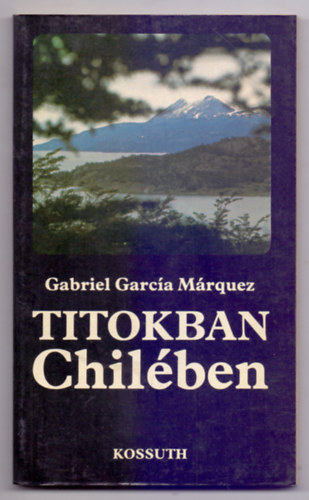 Gabriel García Márquez
TITOKBAN
Chilében
KOSSUTH